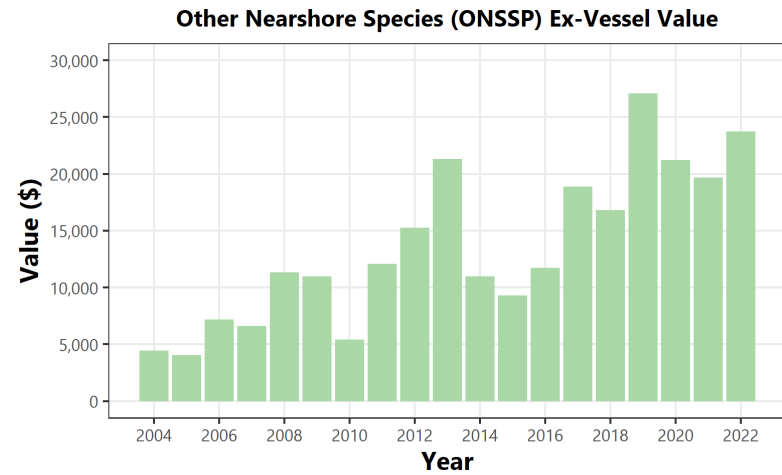 Other Nearshore Species (ONSSP) Ex-Vessel Value
Value ($)
30,000
25,000
20,000
15,000
10,000
5,000
0
2004 2006 2008 2010 2012 2014 2016 2018 2020 2022
Year